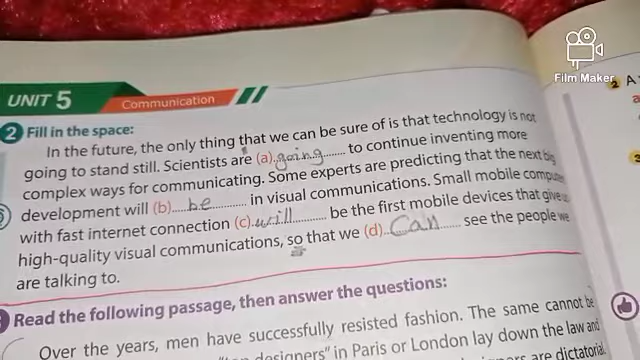 Film Maker
UNIT 5 Communication
2 Fill in the space:
In the future, the only thing that we can be sure of is that technology is not
going to stand still. Scientists are (a).going........ to continue inventing more
complex ways for communicating. Some experts are predicting that the next big
development will (b).....be.......... in visual communications. Small mobile
with fast internet connection (c).will.......... be the first mobile devices that give
high-quality visual communications, so that we (d)..Can...... see the people we
are talking to.
Read the following passage, then answer the questions:
Over the years, men have successfully resisted fashion. The same cannot be
designers" in Paris or London lay down the law and
are dictatorial